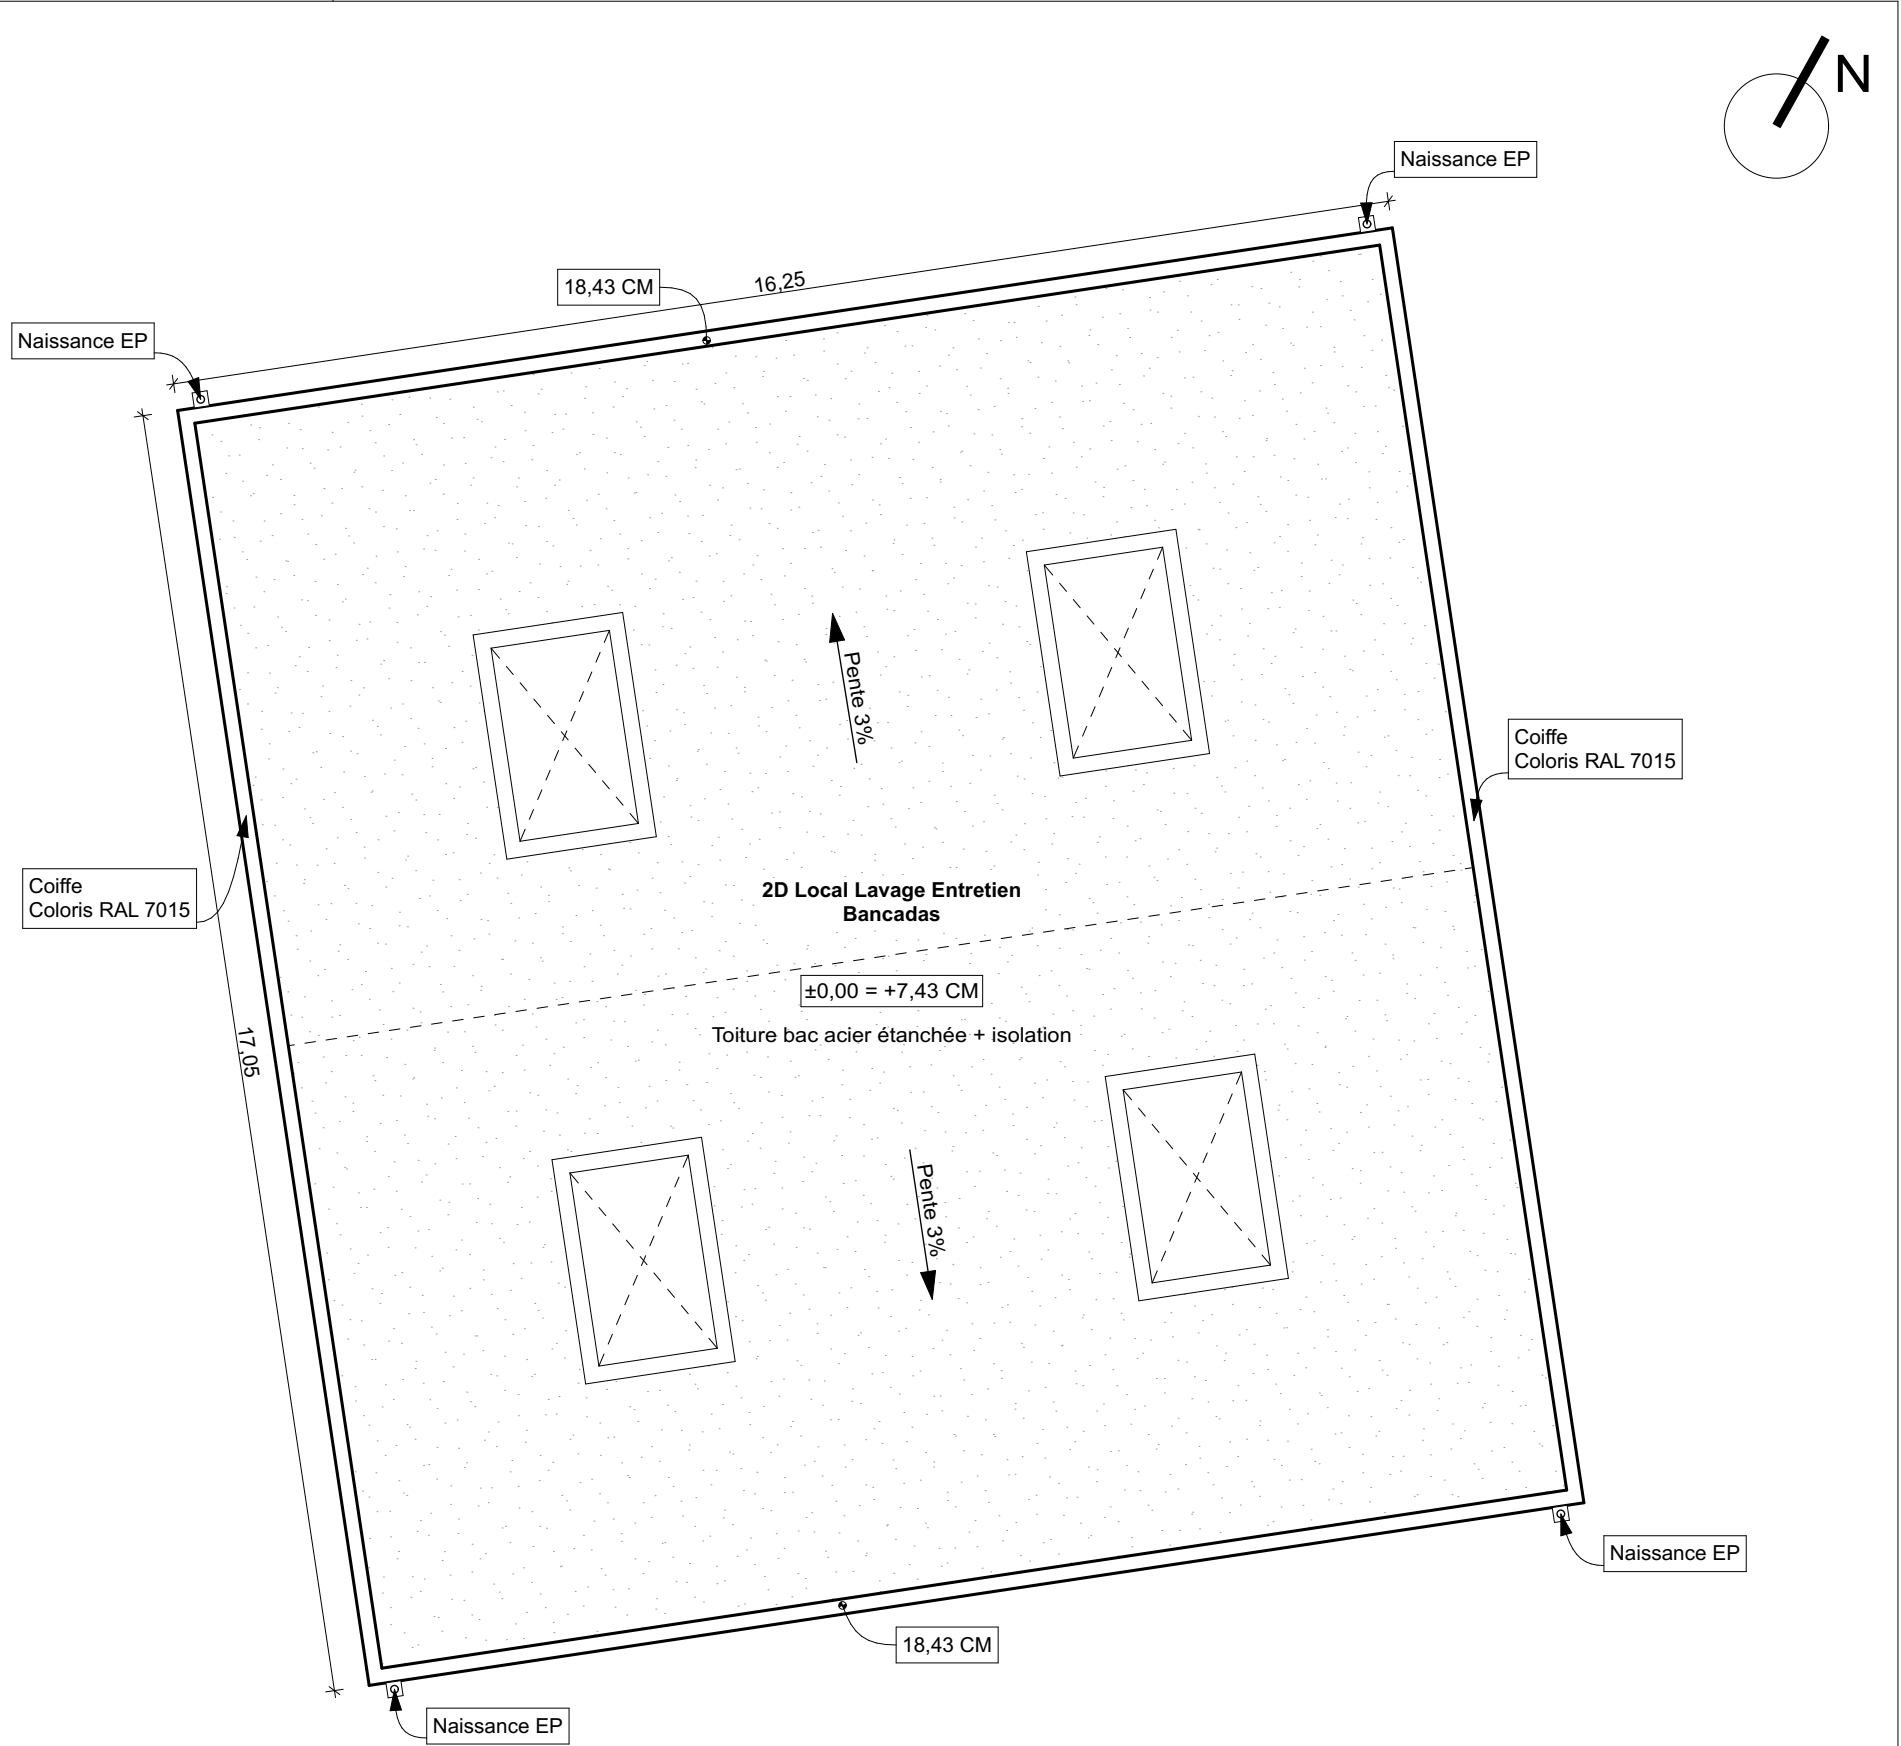 N
Naissance EP
16,25
18,43 CM
Naissance EP
Pente 3%
Coiffe
Coloris RAL 7015
Coiffe
Coloris RAL 7015
2D Local Lavage Entretien
Bancadas
±0,00 = +7,43 CM
Toiture bac acier étanchée + isolation
17,05
Pente 3%
Naissance EP
18,43 CM
Naissance EP